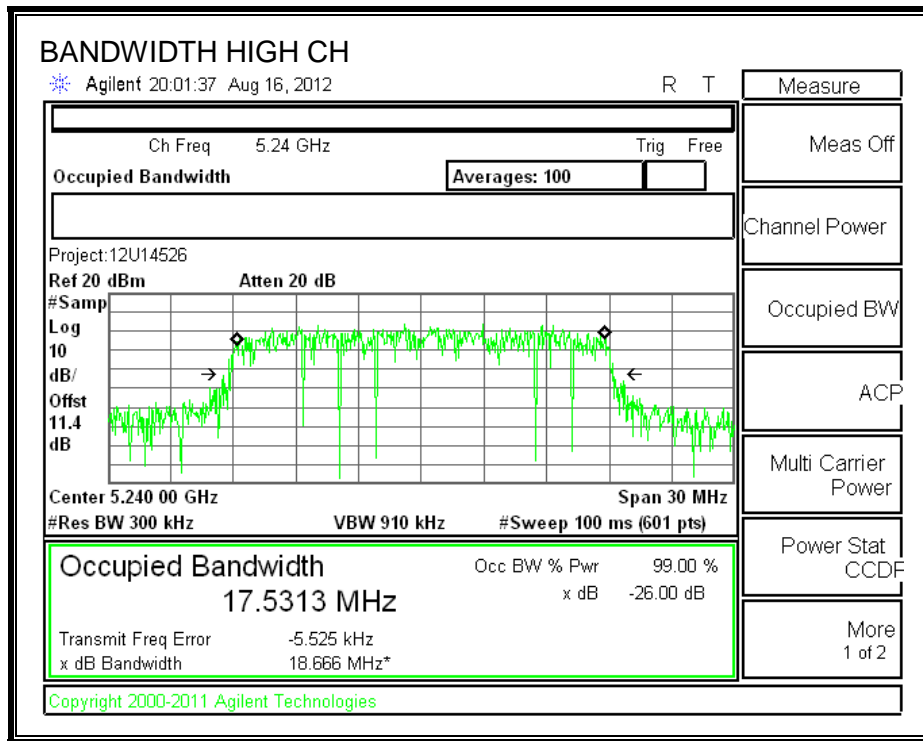 BANDWIDTH HIGH CH
Agilent 20:01:37 Aug 16, 2012 R T
Measure
Ch Freq 5.24 GHz Trig Free
Meas Off
Occupied Bandwidth Averages: 100
Channel Power
Project:12U14526
Ref 20 dBm Atten 20 dB
#Samp
Log
10
dB/
Offst
11.4
dB
Occupied BW
ACP
Multi Carrier
Power
Center 5.240 00 GHz Span 30 MHz
#Res BW 300 kHz VBW 910 kHz #Sweep 100 ms (601 pts)
Power Stat
CCDF
Occupied Bandwidth Occ BW % Pwr 99.00 %
17.5313 MHz x dB -26.00 dB
Transmit Freq Error -5.525 kHz
x dB Bandwidth 18.666 MHz*
More
1 of 2
Copyright 2000-2011 Agilent Technologies